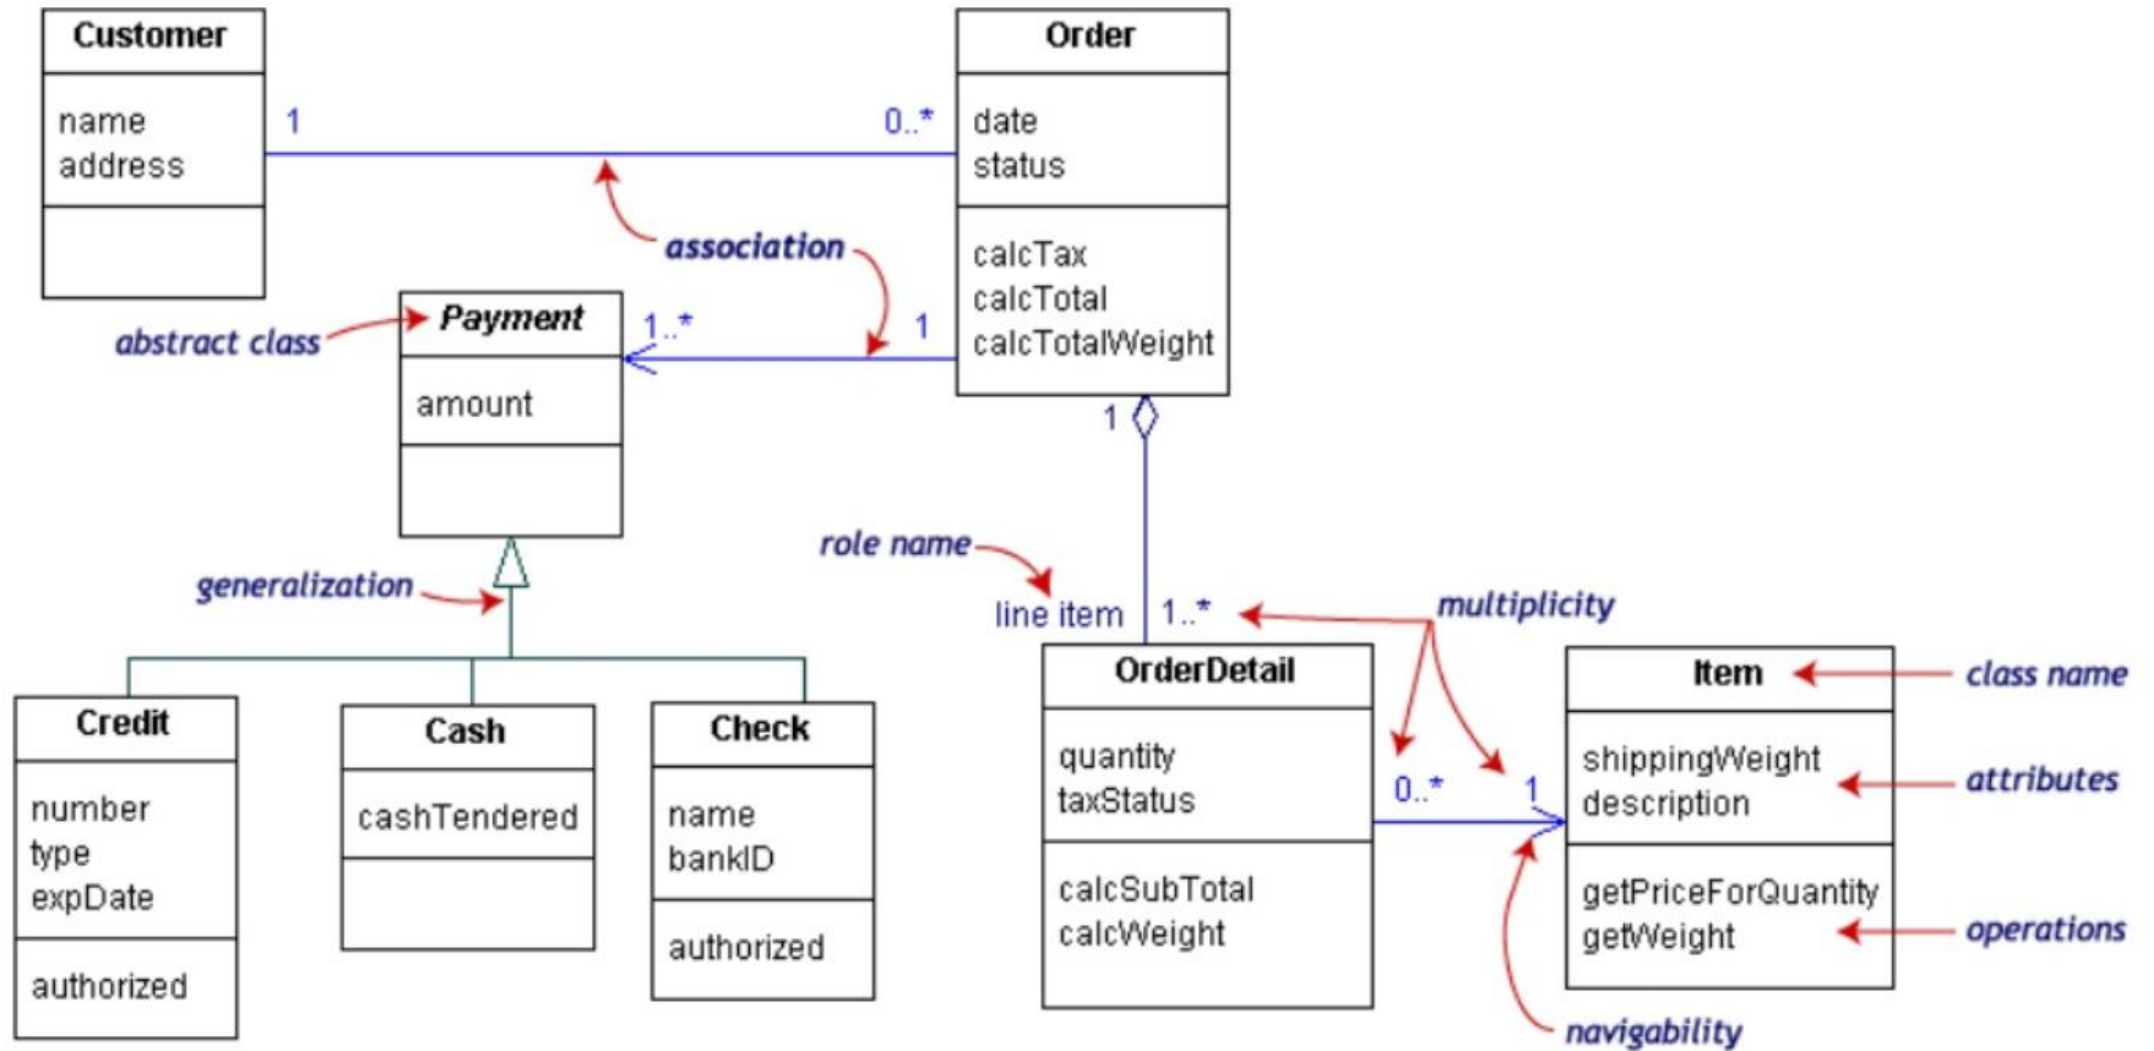 Customer
name
address
1
0..*
Order
date
status
calcTax
calcTotal
calcTotalWeight
association
abstract class
Payment
amount
1..*
1
1
generalization
role name
line item
1..*
multiplicity
Credit
number
type
expDate
authorized
Cash
cashTendered
Check
name
bankID
authorized
OrderDetail
quantity
taxStatus
calcSubTotal
calcWeight
0..*
1
Item
shippingWeight
description
getPriceForQuantity
getWeight
class name
attributes
operations
navigability